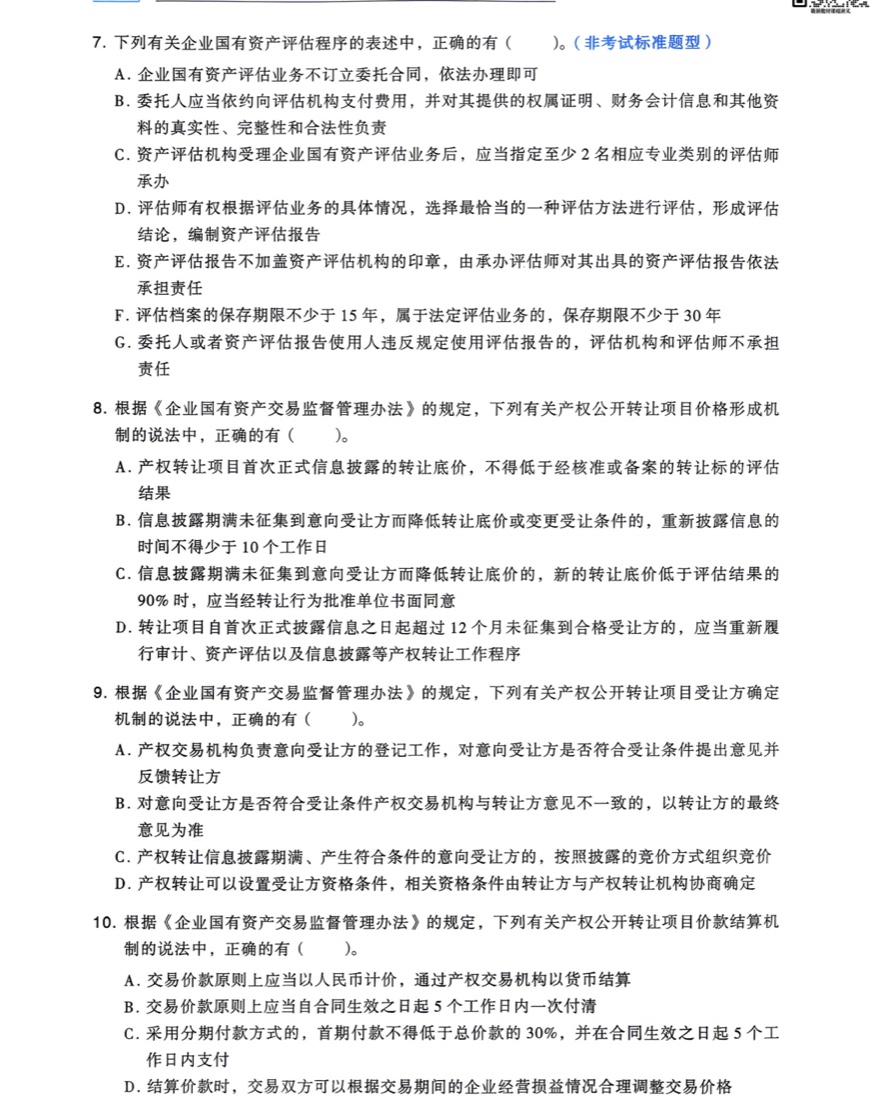 7. 下列有关企业国有资产评估程序的表述中，正确的有（　　）。（非考试标准题型）
A. 企业国有资产评估业务不订立委托合同，依法办理即可
B. 委托人应当依约向评估机构支付费用，并对其提供的权属证明、财务会计信息和其他资
料的真实性、完整性和合法性负责
C. 资产评估机构受理企业国有资产评估业务后，应当指定至少 2 名相应专业类别的评估师
承办
D. 评估师有权根据评估业务的具体情况，选择最恰当的一种评估方法进行评估，形成评估
结论，编制资产评估报告
E. 资产评估报告不加盖资产评估机构的印章，由承办评估师对其出具的资产评估报告依法
承担责任
F. 评估档案的保存期限不少于 15 年，属于法定评估业务的，保存期限不少于 30 年
G. 委托人或者资产评估报告使用人违反规定使用评估报告的，评估机构和评估师不承担
责任
8. 根据《企业国有资产交易监督管理办法》的规定，下列有关产权公开转让项目价格形成机
制的说法中，正确的有（　　）。
A. 产权转让项目首次正式信息披露的转让底价，不得低于经核准或备案的转让标的评估
结果
B. 信息披露期满未征集到意向受让方而降低转让底价或变更受让条件的，重新披露信息的
时间不得少于 10 个工作日
C. 信息披露期满未征集到意向受让方而降低转让底价的，新的转让底价低于评估结果的
90% 时，应当经转让行为批准单位书面同意
D. 转让项目自首次正式披露信息之日起超过 12 个月未征集到合格受让方的，应当重新履
行审计、资产评估以及信息披露等产权转让工作程序
9. 根据《企业国有资产交易监督管理办法》的规定，下列有关产权公开转让项目受让方确定
机制的说法中，正确的有（　　）。
A. 产权交易机构负责意向受让方的登记工作，对意向受让方是否符合受让条件提出意见并
反馈转让方
B. 对意向受让方是否符合受让条件产权交易机构与转让方意见不一致的，以转让方的最终
意见为准
C. 产权转让信息披露期满、产生符合条件的意向受让方的，按照披露的竞价方式组织竞价
D. 产权转让可以设置受让方资格条件，相关资格条件由转让方与产权转让机构协商确定
10. 根据《企业国有资产交易监督管理办法》的规定，下列有关产权公开转让项目价款结算机
制的说法中，正确的有（　　）。
A. 交易价款原则上应当以人民币计价，通过产权交易机构以货币结算
B. 交易价款原则上应当自合同生效之日起 5 个工作日内一次付清
C. 采用分期付款方式的，首期付款不得低于总价款的 30%，并在合同生效之日起 5 个工
作日内支付
D. 结算价款时，交易双方可以根据交易期间的企业经营损益情况合理调整交易价格